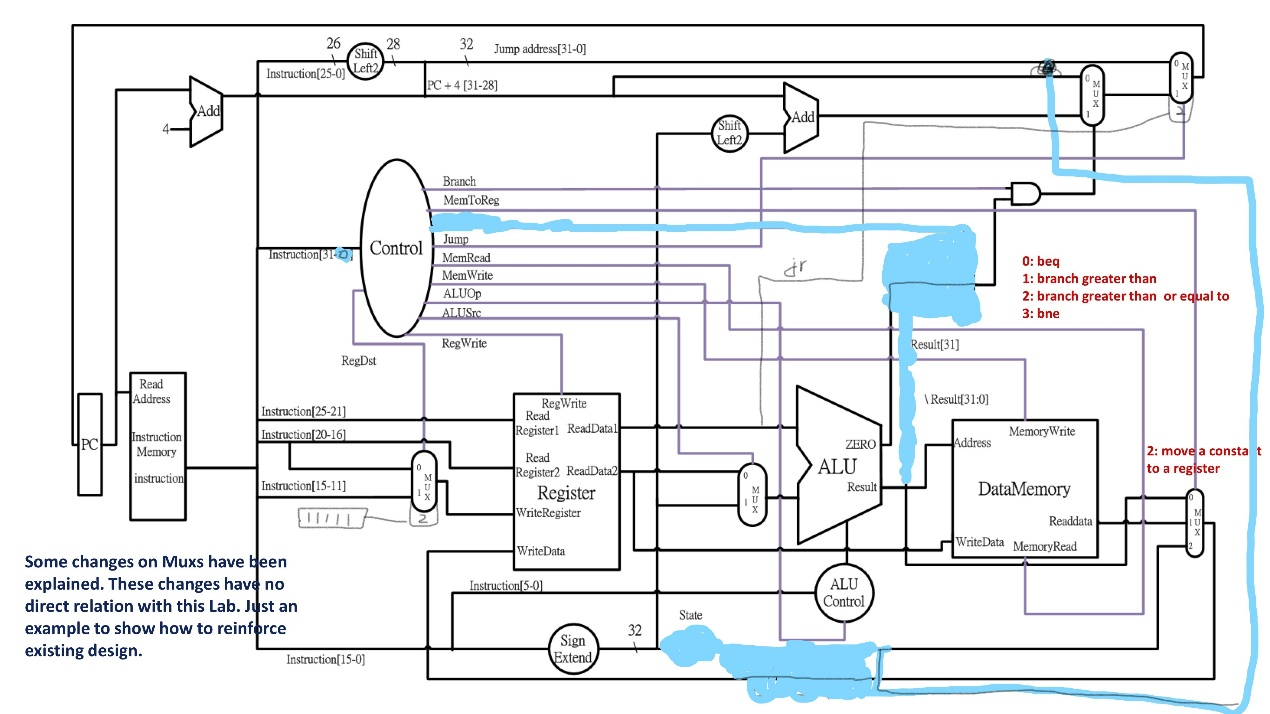 26
28
32
Jump address[31-0]
Shift
Left2
Instruction[25-0]
PC + 4 [31-28]
0
M
U
X
1
2
0
M
U
X
1
Add
4
Add
Shift
Left2
Branch
MemToReg
Control
Instruction[31-0]
Jump
MemRead
MemWrite
ALUOp
ALUSrc
RegWrite
RegDst
jr
0: beq
1: branch greater than
2: branch greater than or equal to
3: bne
Result[31]
\ Result[31:0]
PC
Read
Address
Instruction
Memory
instruction
Instruction[25-21]
Instruction[20-16]
Instruction[15-11]
0
M
U
X
1
2
11111
RegWrite
Read
Register1
ReadData1
Read
Register2
ReadData2
Register
WriteRegister
WriteData
0
M
U
X
1
ZERO
ALU
Result
MemoryWrite
Address
DataMemory
Readdata
WriteData
MemoryRead
2: move a constant
to a register
0
M
1
U
X
2
Some changes on Muxs have been
explained. These changes have no
direct relation with this Lab. Just an
example to show how to reinforce
existing design.
Instruction[5-0]
ALU
Control
State
Sign
Extend
32
Instruction[15-0]